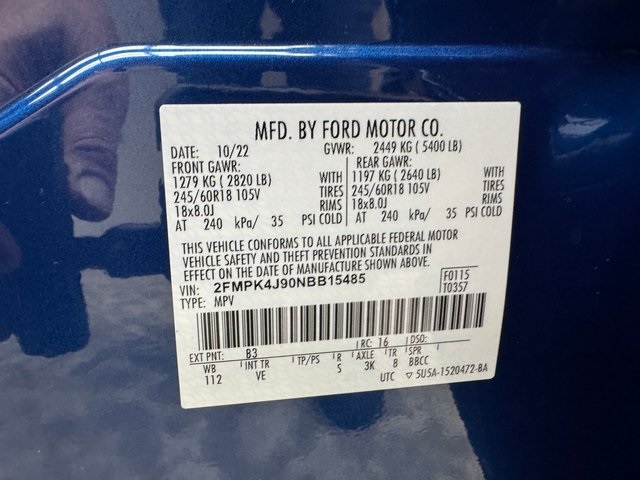 MFD. BY FORD MOTOR CO.
DATE: 10/22 GVWR: 2449 KG ( 5400 LB)
FRONT GAWR: REAR GAWR:
1279 KG ( 2820 LB) WITH 1197 KG ( 2640 LB) WITH
245/60R18 105V TIRES 245/60R18 105V TIRES
18x8.0J RIMS 18x8.0J RIMS
AT 240 kPa/ 35 PSI COLD AT 240 kPa/ 35 PSI COLD
THIS VEHICLE CONFORMS TO ALL APPLICABLE FEDERAL MOTOR
VEHICLE SAFETY AND THEFT PREVENTION STANDARDS IN
EFFECT ON THE DATE OF MANUFACTURE SHOWN ABOVE.
VIN: 2FMPK4J90NBB15485 F0115
TYPE: MPV T0357
EXT PNT: B3 RC: 16 DSO:
WB INT TR TP/PS R AXLE TR SPR
112 VE S 3K 8 BBCC
UTC ▽ 5U5A-1520472-BA